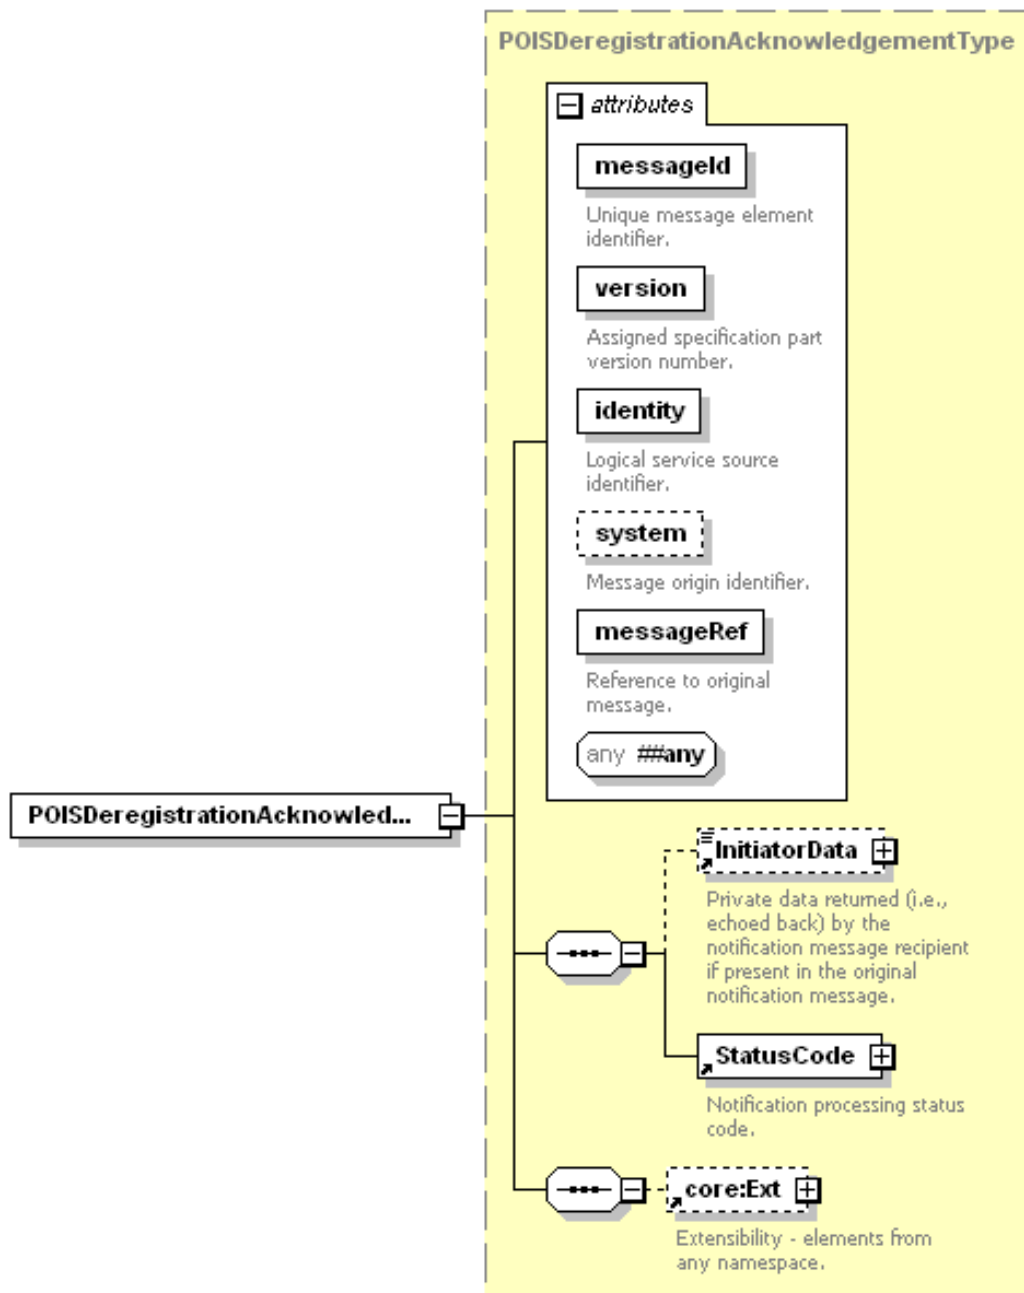 POISDeregistrationAcknowledgementType
attributes
messageId
Unique message element
identifier.
version
Assigned specification part
version number.
identity
Logical service source
identifier.
system
Message origin identifier.
messageRef
Reference to original
message.
any ##any
POISDeregistrationAcknowled...
InitiatorData
Private data returned (i.e.,
echoed back) by the
notification message recipient
if present in the original
notification message.
StatusCode
Notification processing status
code.
core:Ext
Extensibility - elements from
any namespace.